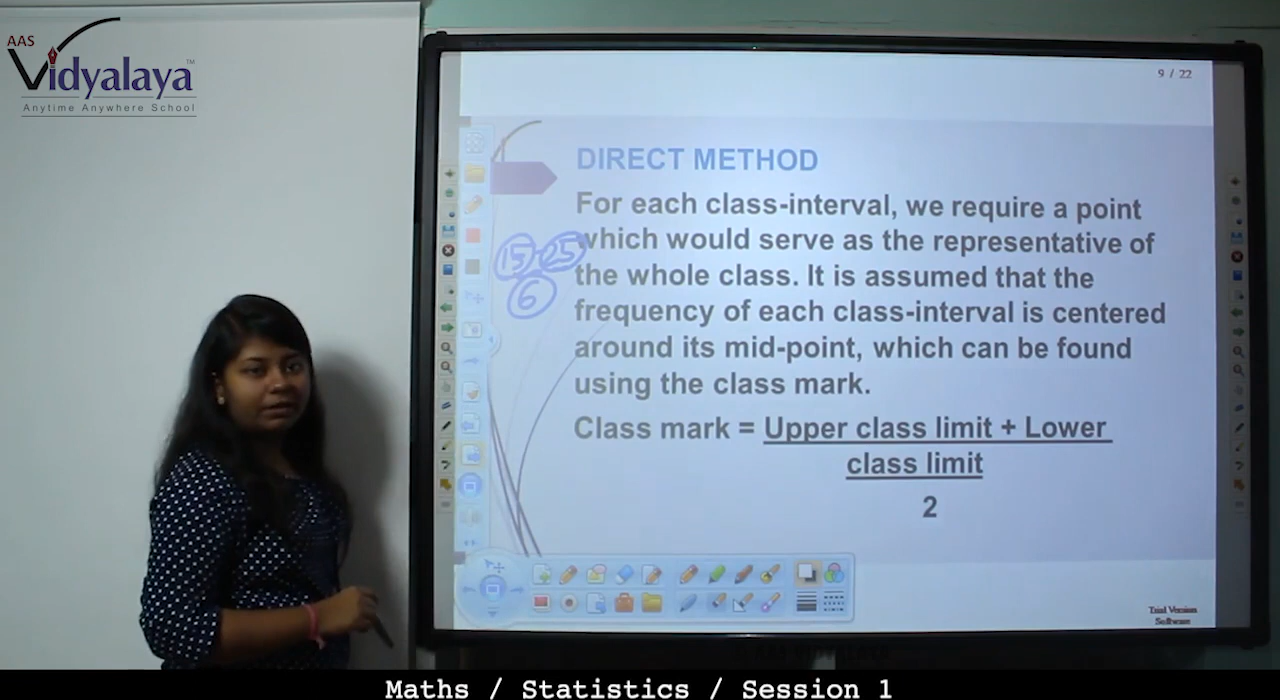 AAS
Vidyalaya™
Anytime Anywhere School
9 / 22
DIRECT METHOD
For each class-interval, we require a point
which would serve as the representative of
the whole class. It is assumed that the
frequency of each class-interval is centered
around its mid-point, which can be found
using the class mark.
Class mark = Upper class limit + Lower
class limit
2
15-25
6
Trial Version
Software
Maths / Statistics / Session 1